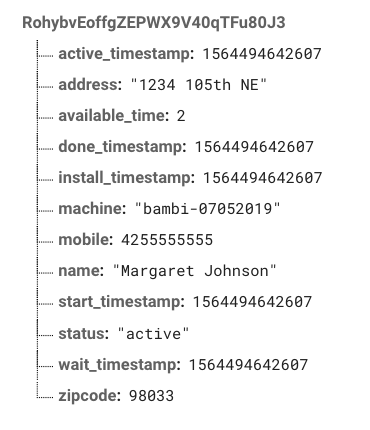 RohybvEoffgZEPWX9V40qTFu80J3
active_timestamp: 1564494642607
address: "1234 105th NE"
available_time: 2
done_timestamp: 1564494642607
install_timestamp: 1564494642607
machine: "bambi-07052019"
mobile: 4255555555
name: "Margaret Johnson"
start_timestamp: 1564494642607
status: "active"
wait_timestamp: 1564494642607
zipcode: 98033